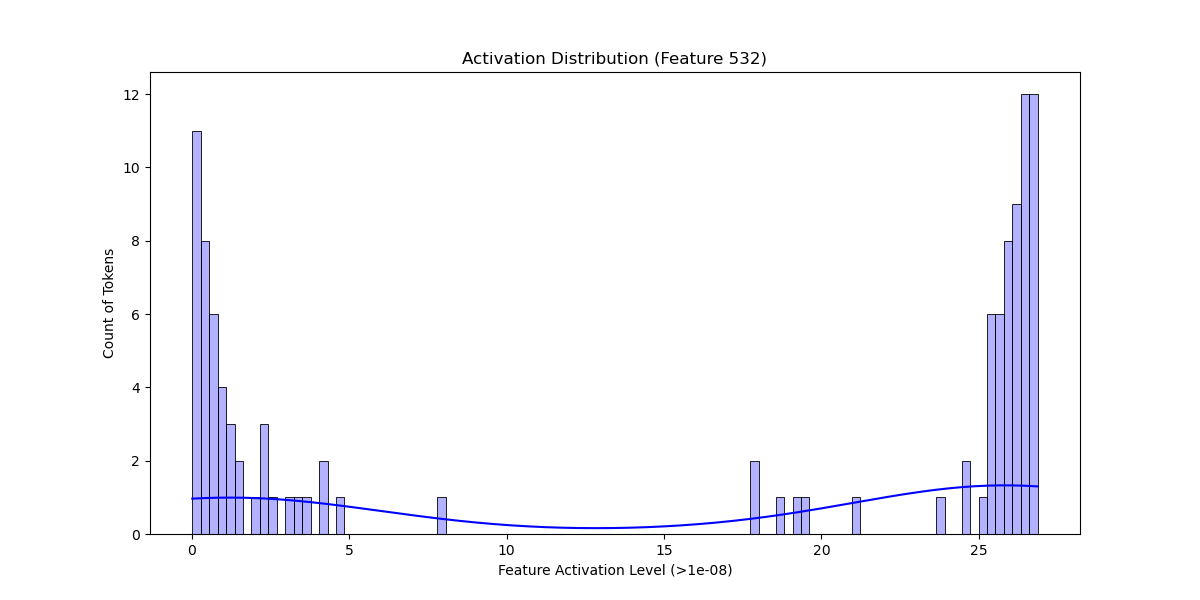 Activation Distribution (Feature 532)
12
10
8
6
4
2
0
Count of Tokens
0 5 10 15 20 25
Feature Activation Level (>1e-08)